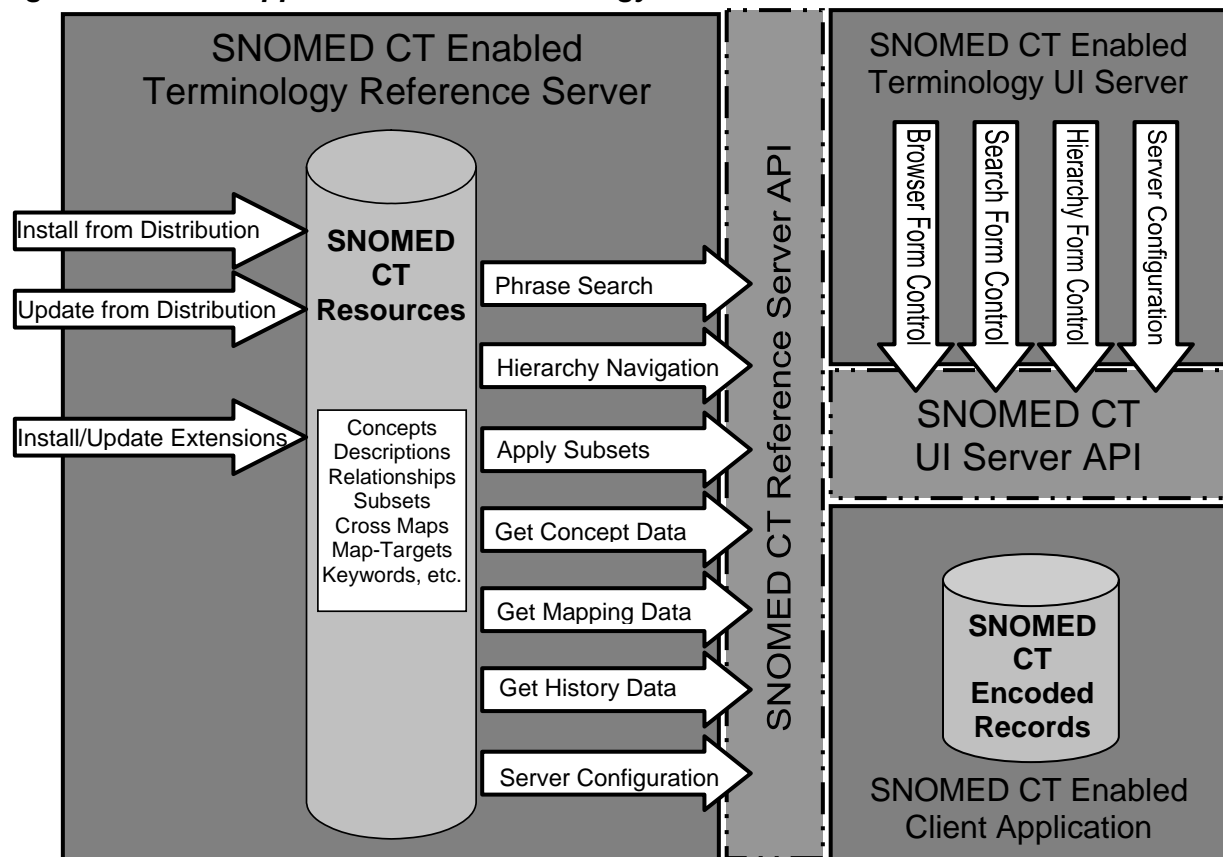 SNOMED CT Enabled
Terminology Reference Server
Install from Distribution
Update from Distribution
Install/Update Extensions
SNOMED
CT
Resources
Concepts
Descriptions
Relationships
Subsets
Cross Maps
Map-Targets
Keywords, etc.
Phrase Search
Hierarchy Navigation
Apply Subsets
Get Concept Data
Get Mapping Data
Get History Data
Server Configuration
SNOMED CT Reference Server API
SNOMED CT Enabled
Terminology UI Server
Browser Form Control
Search Form Control
Hierarchy Form Control
Server Configuration
SNOMED CT
UI Server API
SNOMED
CT
Encoded
Records
SNOMED CT Enabled
Client Application